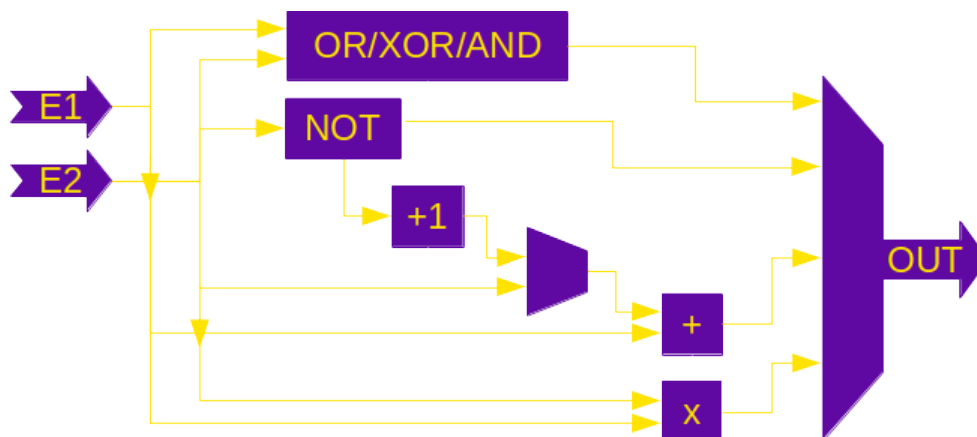 OR/XOR/AND
E1
NOT
E2
+1
OUT
+
x